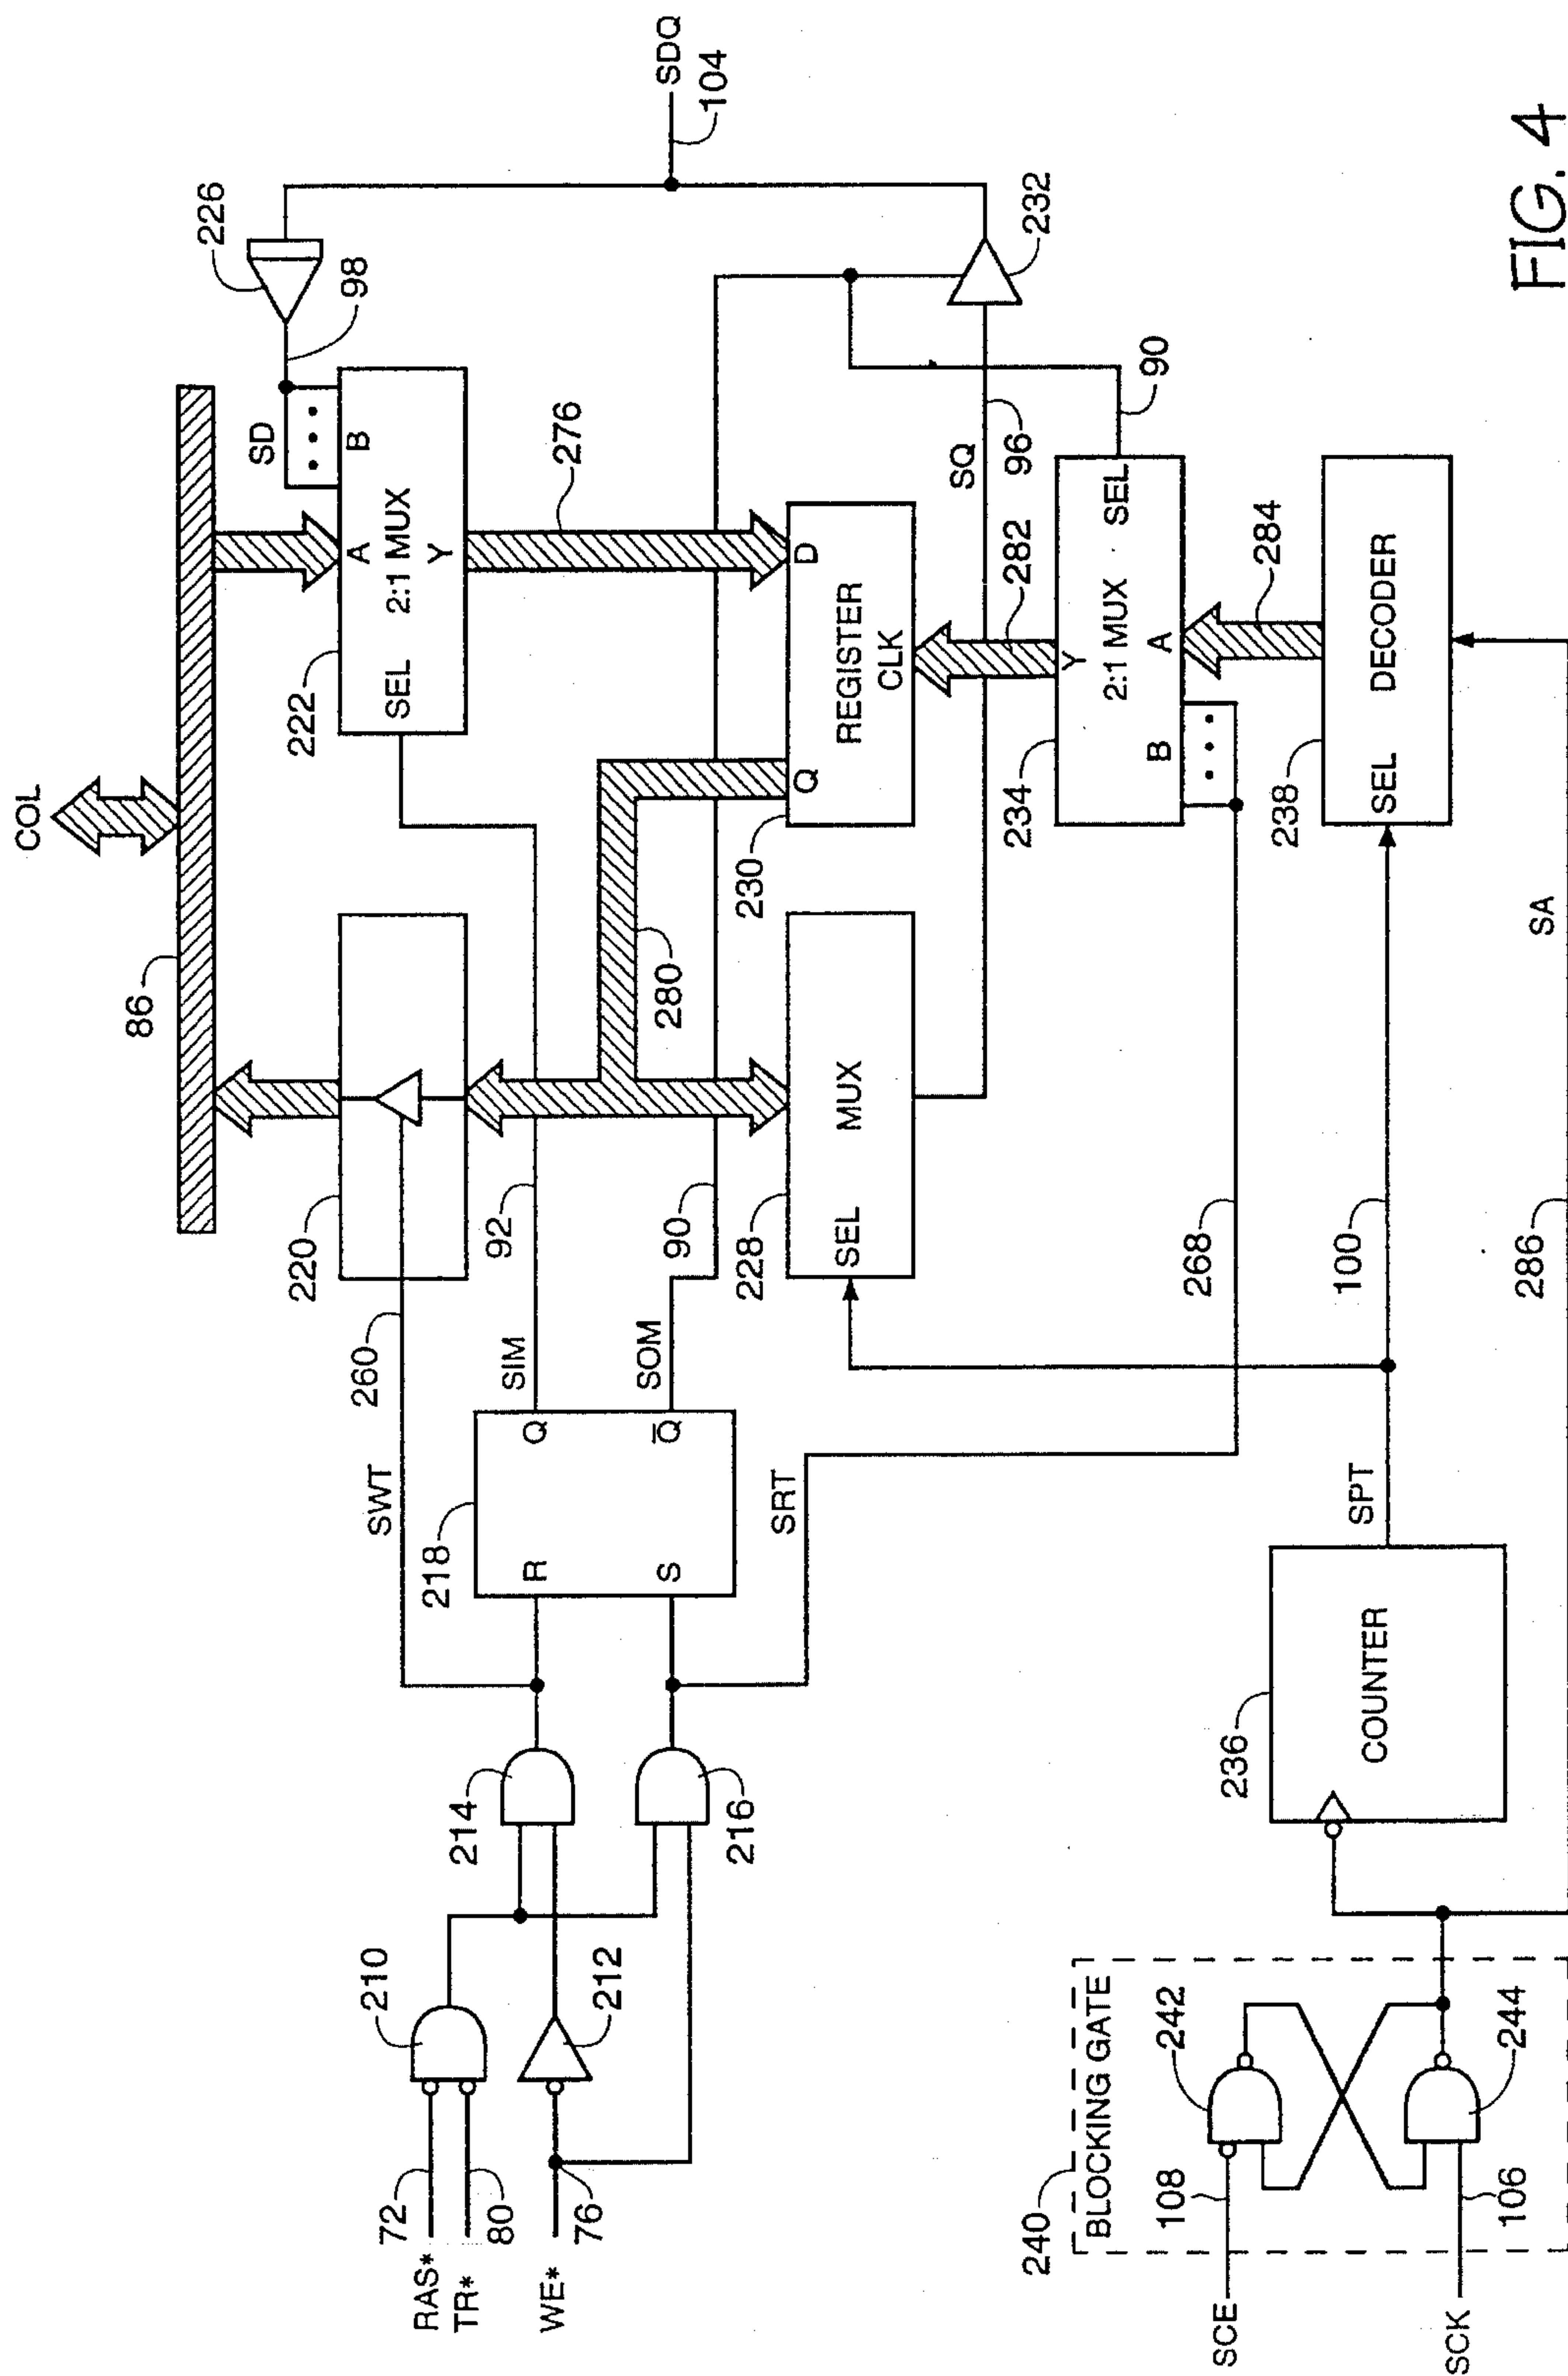 COL
86
SWT
260
220
222
SEL
A
B
2:1 MUX
Y
SD
98
226
RAS*
72
TR*
80
210
214
218
R
Q
SIM
92
276
WE*
76
212
216
S
Q̅
SOM
90
280
SDQ
104
SRT
228
SEL
MUX
230
Q
REGISTER
D
CLK
SQ
96
232
282
268
234
B
Y
2:1 MUX
A
SEL
90
284
240
BLOCKING GATE
SCE
108
242
SCK
106
244
236
COUNTER
SPT
100
238
SEL
DECODER
286
SA
FIG. 4